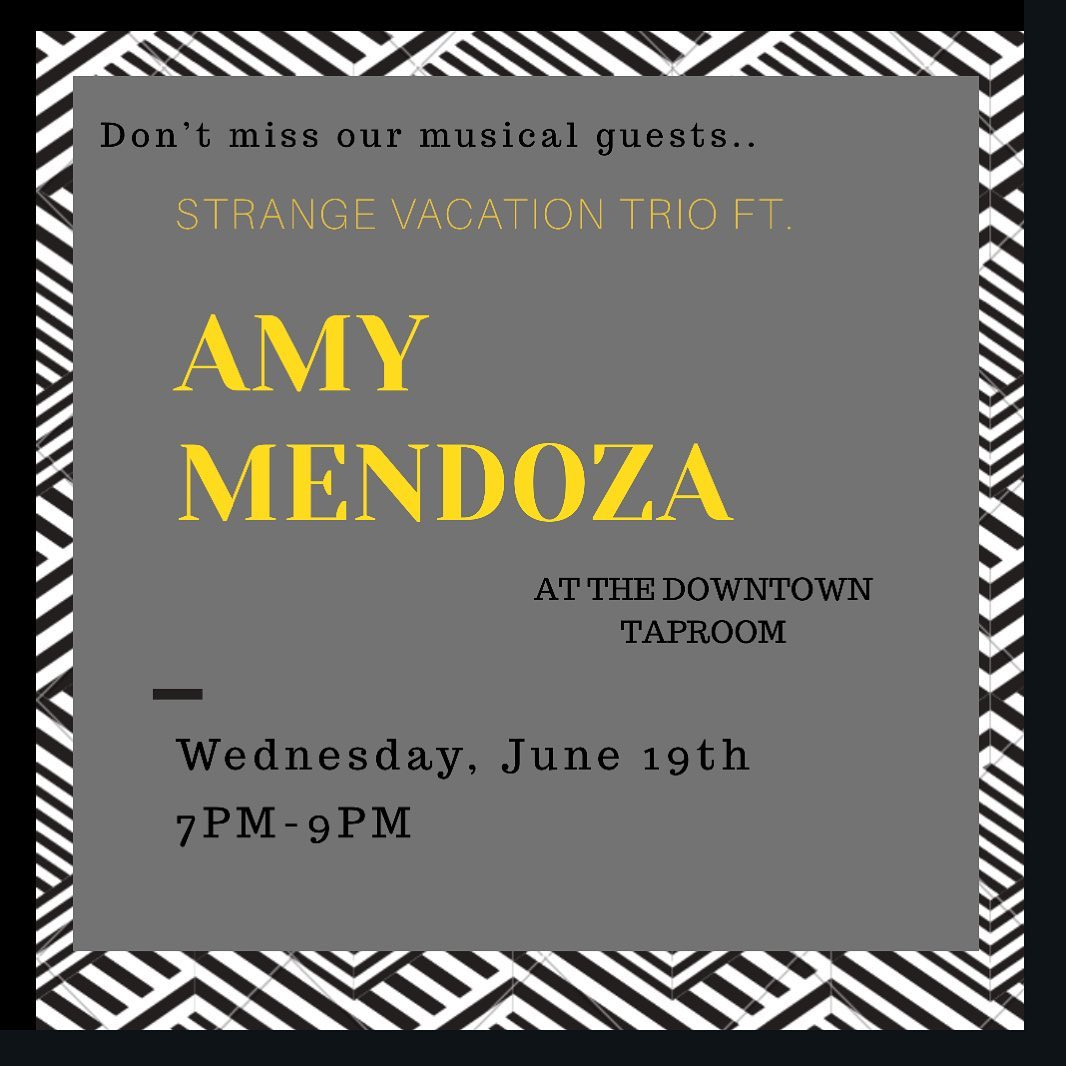 Don’t miss our musical guests..
STRANGE VACATION TRIO FT.
AMY
MENDOZA
AT THE DOWNTOWN
TAPROOM
Wednesday, June 19th
7PM-9PM